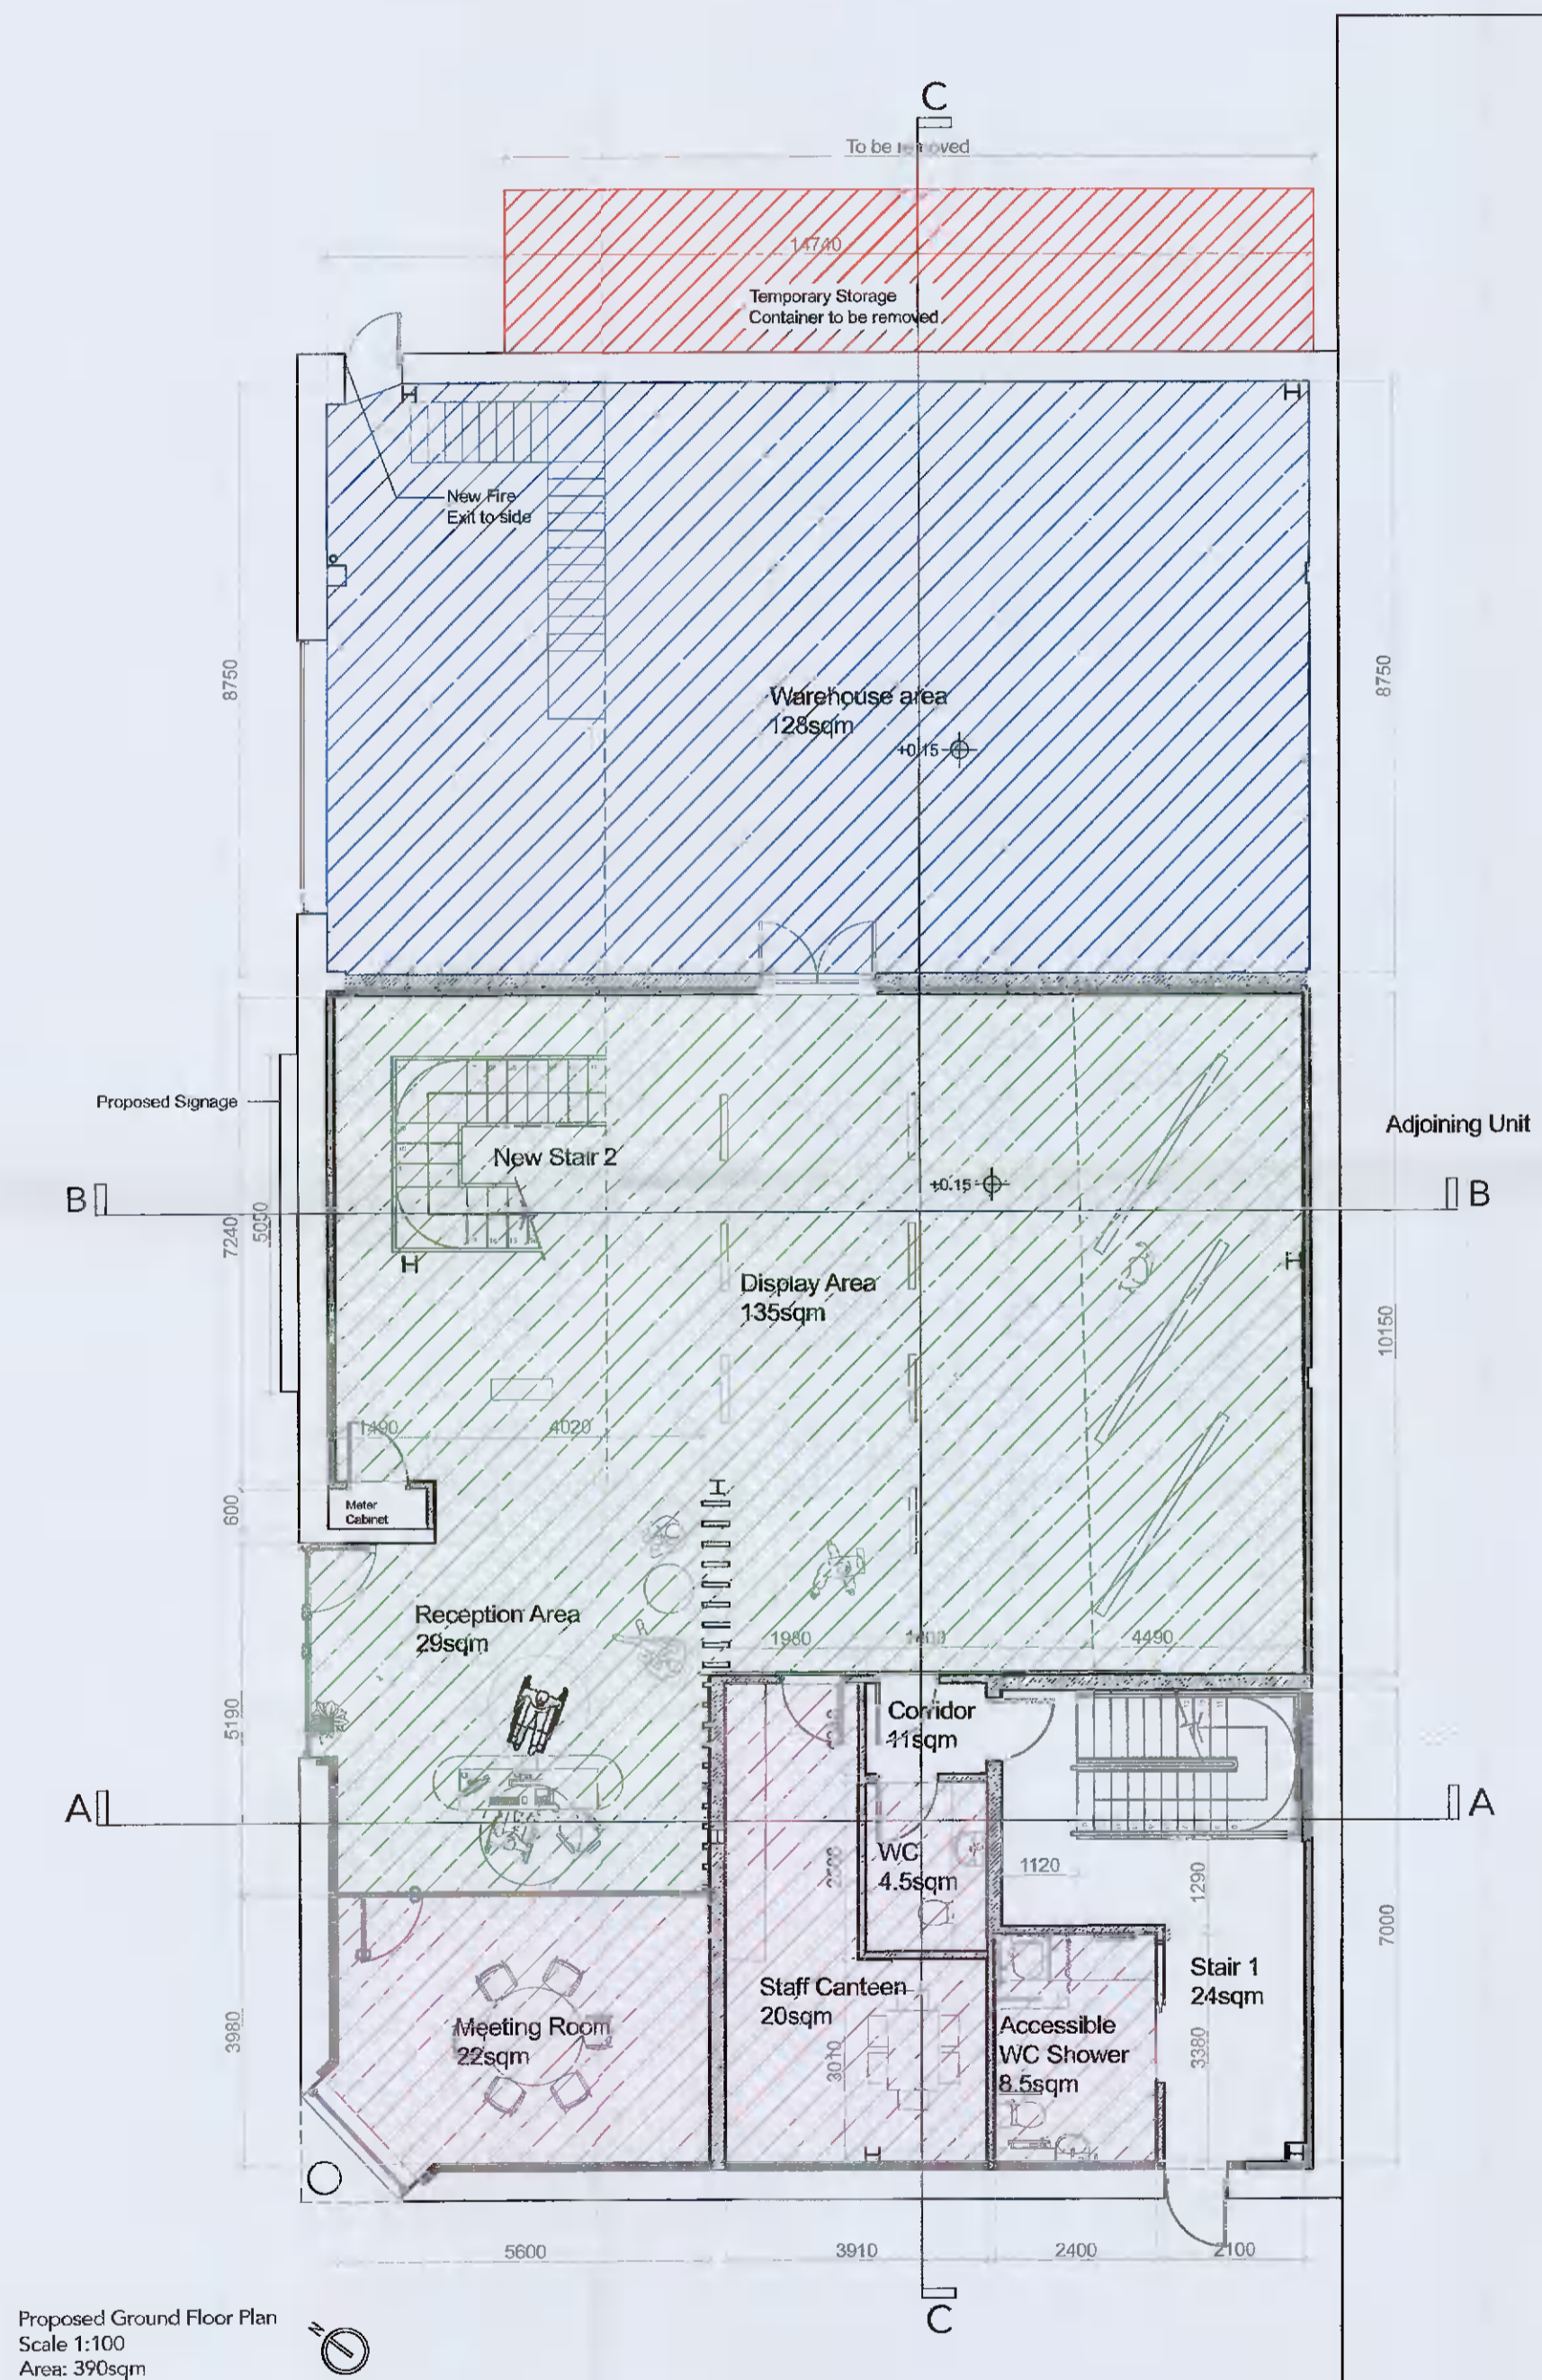 C
To be removed
14740
Temporary Storage
Container to be removed
New Fire
Exit to side
8750
8750
Warehouse area
128sqm
+0.15
Proposed Signage
New Stair 2
Adjoining Unit
+0.15
B
B
7240
5050
Display Area
135sqm
10150
1490
4020
Meter
Cabinet
600
Reception Area
29sqm
1980
4490
Corridor
11sqm
5190
A
A
WC
4.5sqm
1120
1290
7000
Stair 1
24sqm
Staff Canteen
20sqm
Accessible
WC Shower
8.5sqm
Meeting Room
22sqm
3980
3010
3380
5600
3910
2400
2100
C
N
Proposed Ground Floor Plan
Scale 1:100
Area: 390sqm